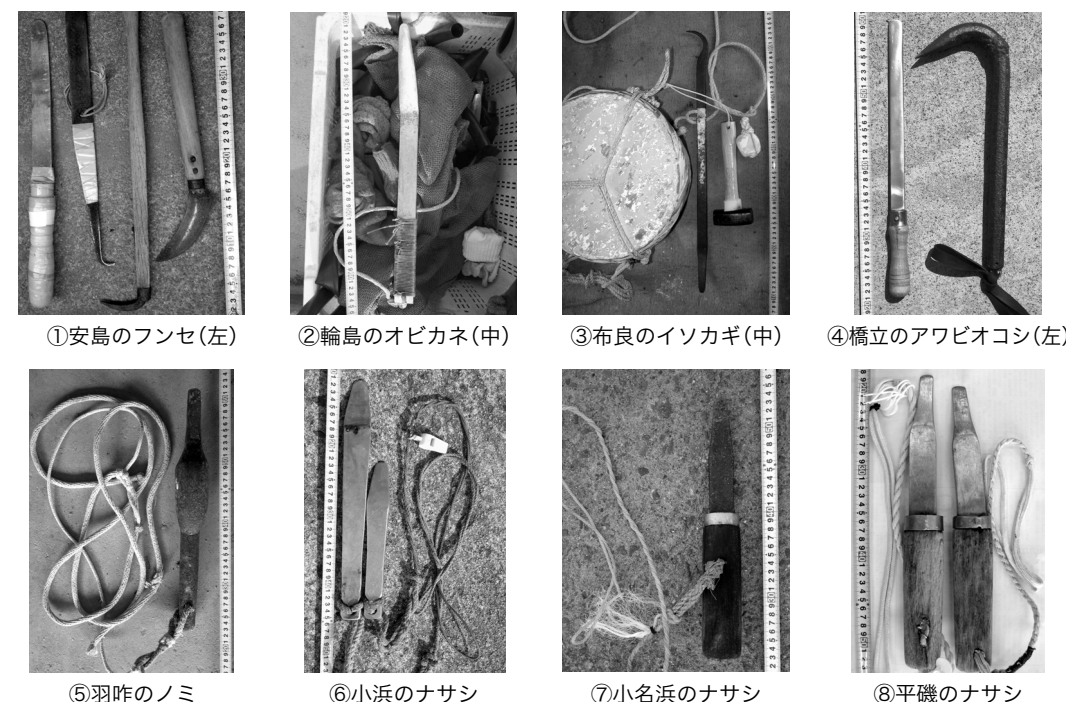 ①安島のフンセ(左)
②輪島のオビカネ(中)
③布良のイソカギ(中)
④橋立のアワビオコシ(左)
⑤羽咋のノミ
⑥小浜のナサシ
⑦小名浜のナサシ
⑧平磯のナサシ